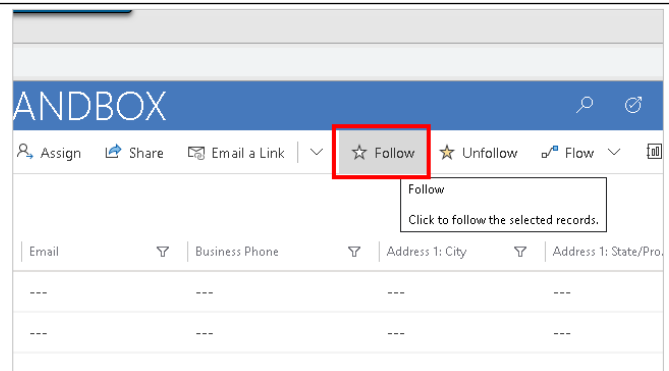 ANDBOX
Assign Share Email a Link Follow Unfollow Flow
Follow
Click to follow the selected records.
Email Business Phone Address 1: City Address 1: State/Pro.
--- --- --- ---
--- --- --- ---